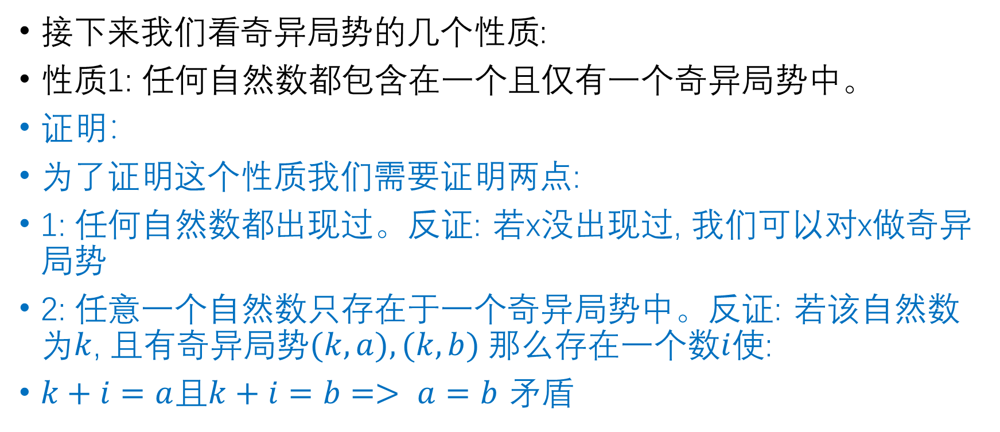 • 接下来我们看奇异局势的几个性质:
• 性质1: 任何自然数都包含在一个且仅有一个奇异局势中。
• 证明:
• 为了证明这个性质我们需要证明两点:
• 1: 任何自然数都出现过。反证: 若x没出现过, 我们可以对x做奇异
局势
• 2: 任意一个自然数只存在于一个奇异局势中。反证: 若该自然数
为k, 且有奇异局势(k, a), (k, b) 那么存在一个数i使:
• k + i = a且k + i = b => a = b 矛盾